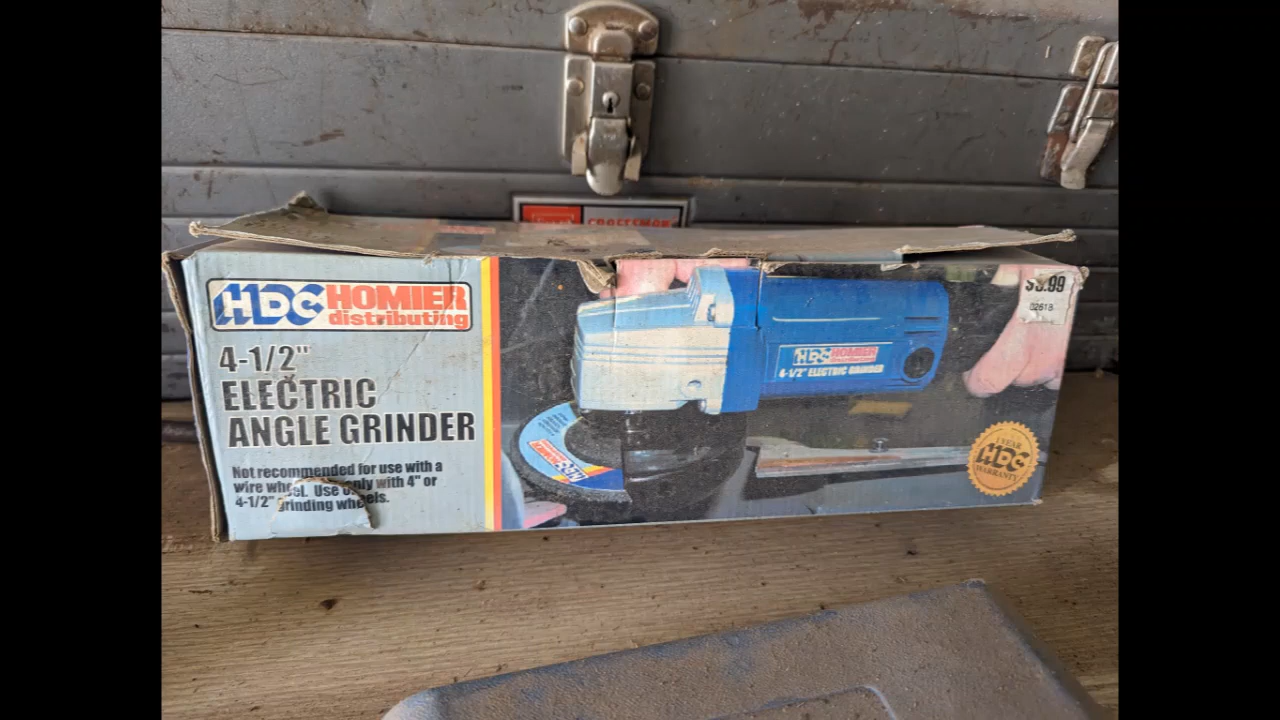 CRAFTSMAN
HDC HOMIER
distributing
4-1/2"
ELECTRIC
ANGLE GRINDER
Not recommended for use with a
wire wheel. Use only with 4" or
4-1/2" grinding wheels.
HDC HOMIER
4-1/2" ELECTRIC GRINDER
HOMIER
02618
1 YEAR
HDC
WARRANTY